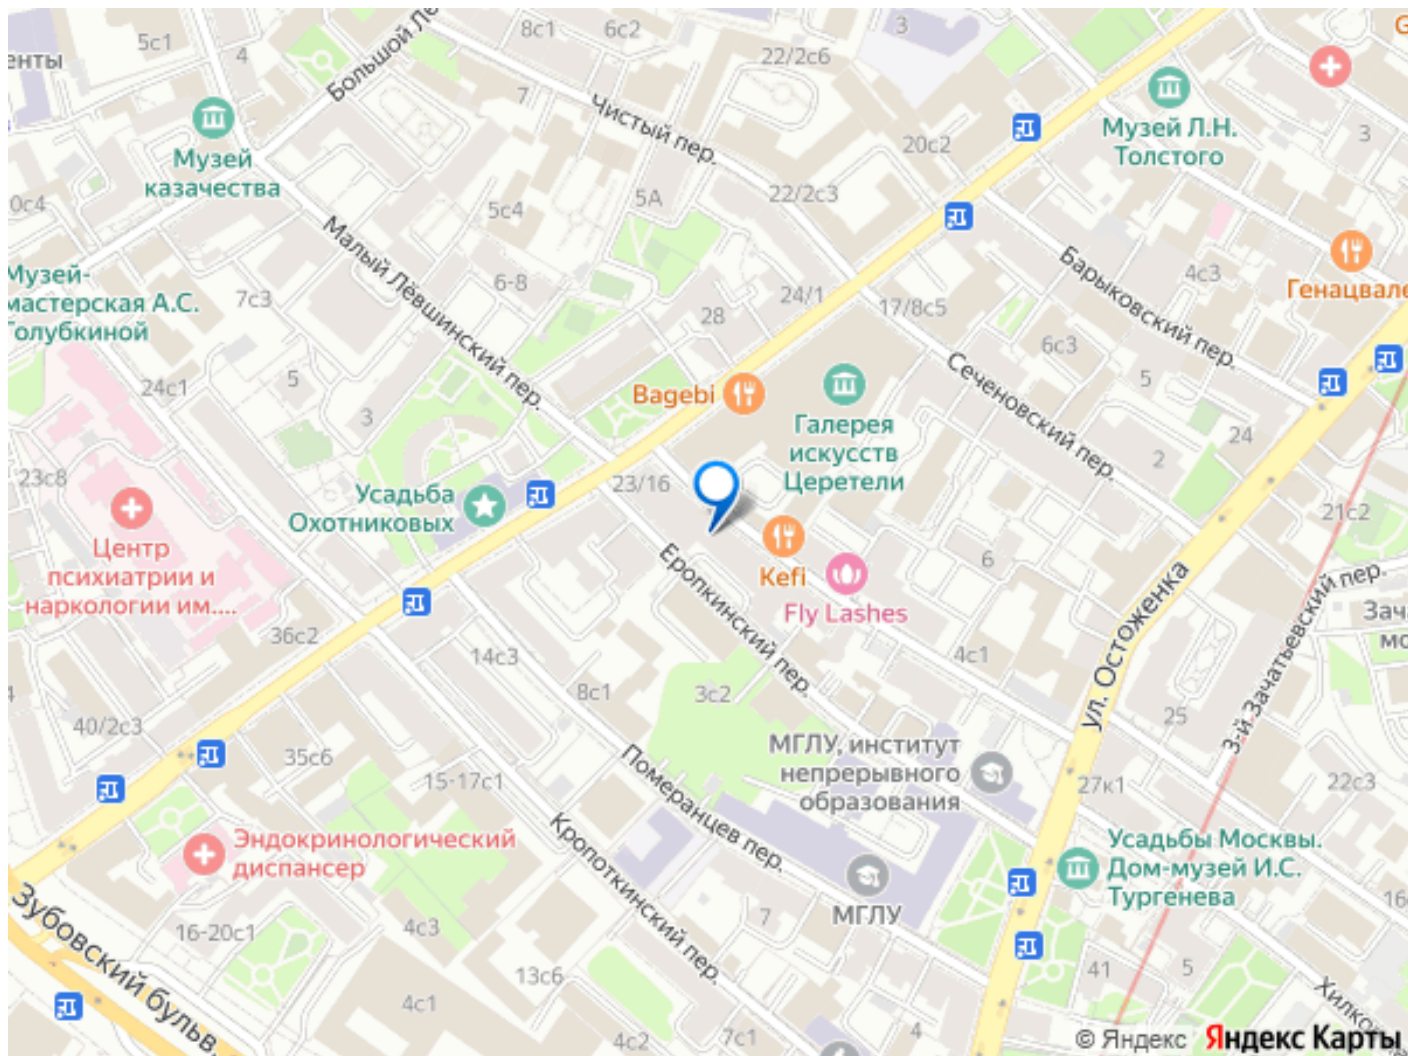 5с1
4
енты
8с1
6с2
Большой Лё
22/2с6
3
7
Чистый пер.
Музей Л.Н.
Толстого
3
20с2
Музей
казачества
0с4
5с4
5А
22/2с3
Малый Лёвшинский пер.
Музей-
мастерская А.С.
Голубкиной
7с3
6-8
24/1
28
17/8с5
Барыковский пер.
4с3
Генацвале
6с3
5
24с1
5
3
Bagebi
Сеченовский пер.
Галерея
искусств
Церетели
24
2
23с8
23/16
Усадьба
Охотниковых
21с2
Центр
психиатрии и
наркологии им....
Kefi
Fly Lashes
6
Еропкинский пер.
ул. Остоженка
3-й Зачатьевский пер.
Зача
мо
36с2
14с3
8с1
3с2
4с1
25
40/2с3
35с6
15-17с1
Померанцев пер.
МГЛУ, институт
непрерывного
образования
27к1
22с3
Эндокринологический
диспансер
Кропоткинский пер.
МГЛУ
Усадьбы Москвы.
Дом-музей И.С.
Тургенева
16
Зубовский бульв.
16-20с1
4с3
7
13с6
4с1
4с2
7с1
4
41
5
Хилко
© Яндекс Яндекс Карты